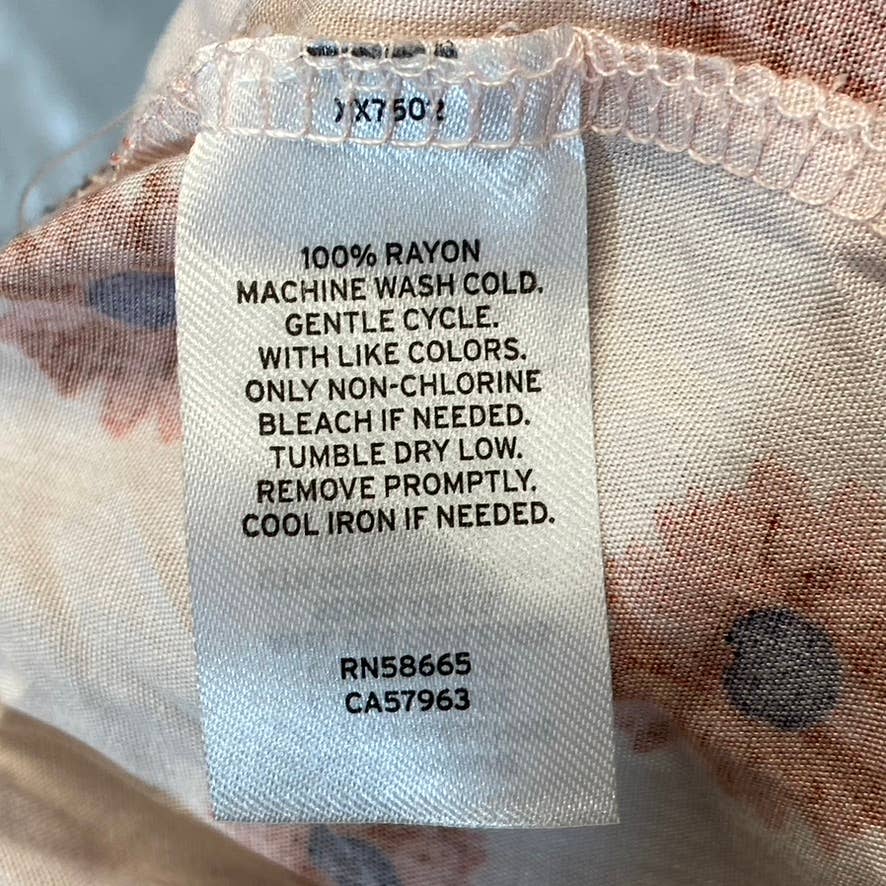 100% RAYON
MACHINE WASH COLD.
GENTLE CYCLE.
WITH LIKE COLORS.
ONLY NON-CHLORINE
BLEACH IF NEEDED.
TUMBLE DRY LOW.
REMOVE PROMPTLY.
COOL IRON IF NEEDED.
RN58665
CA57963